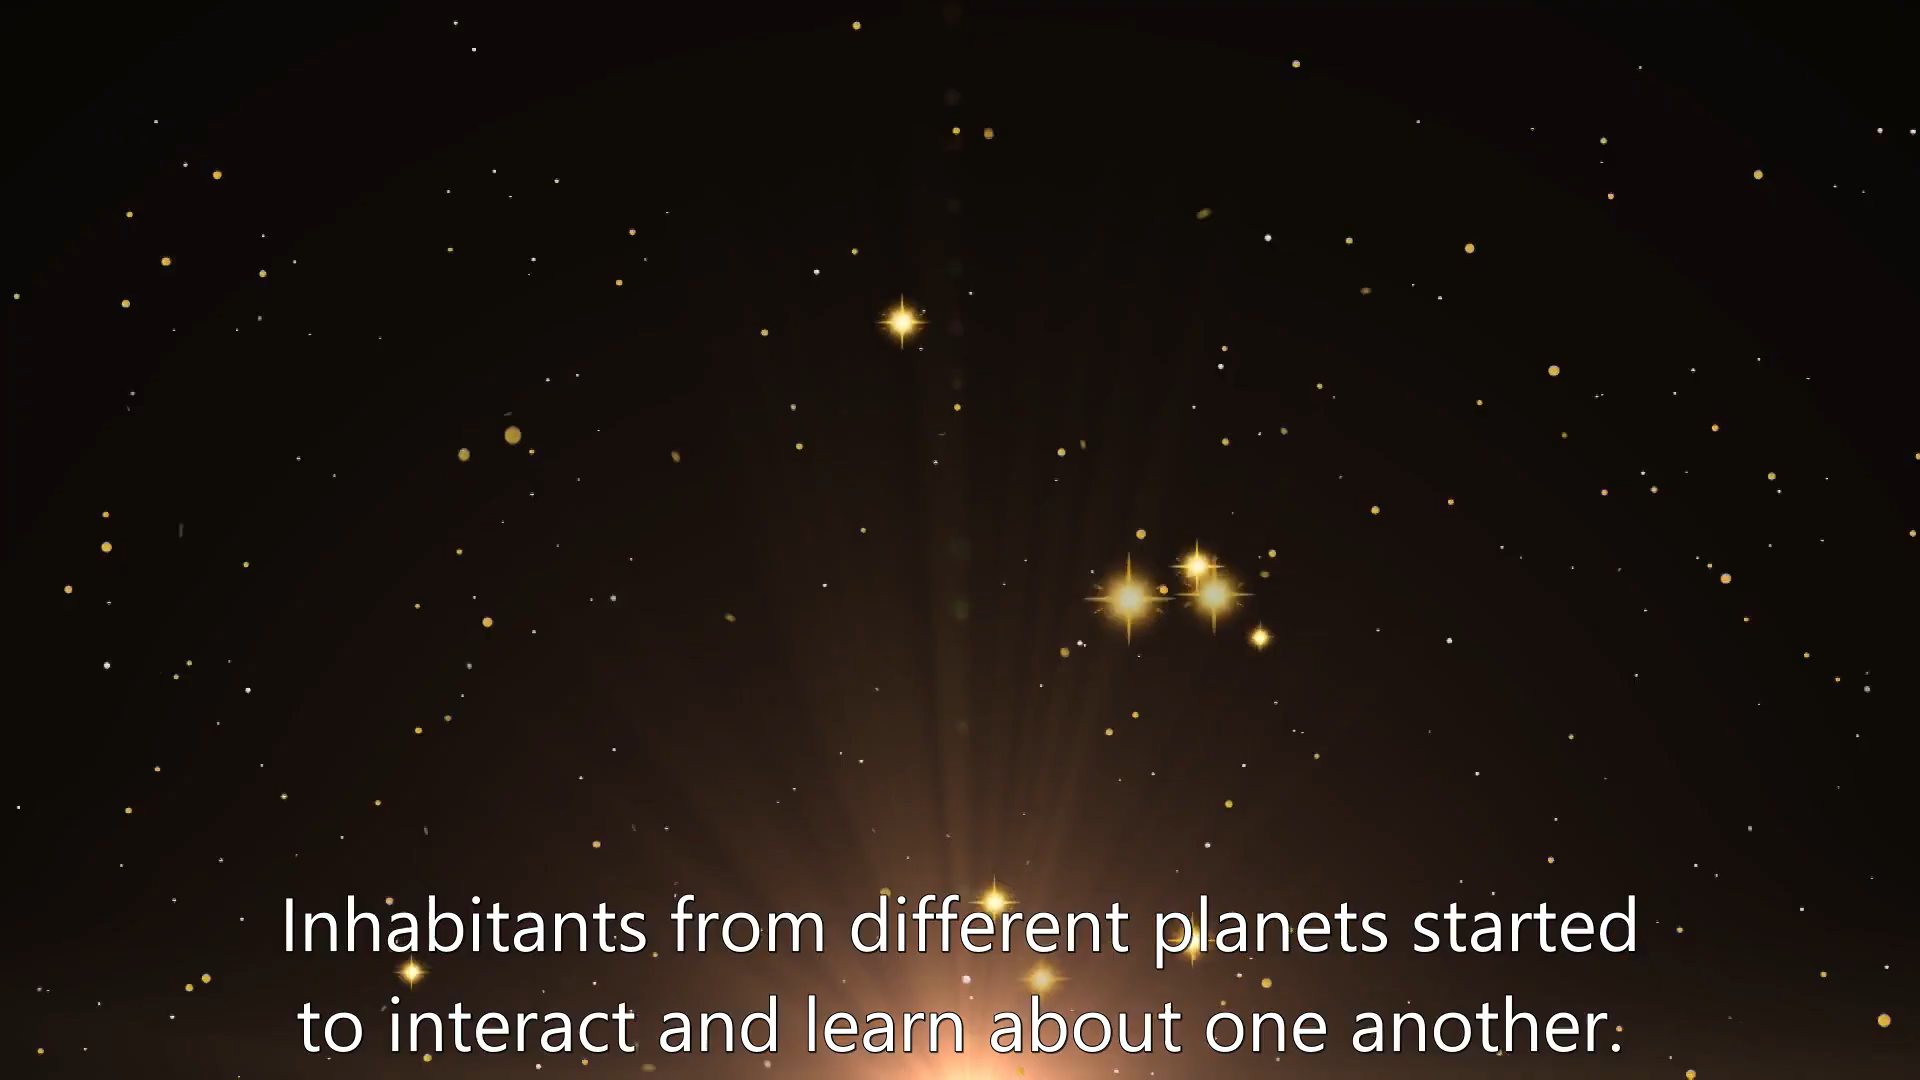 Inhabitants from different planets started
to interact and learn about one another.